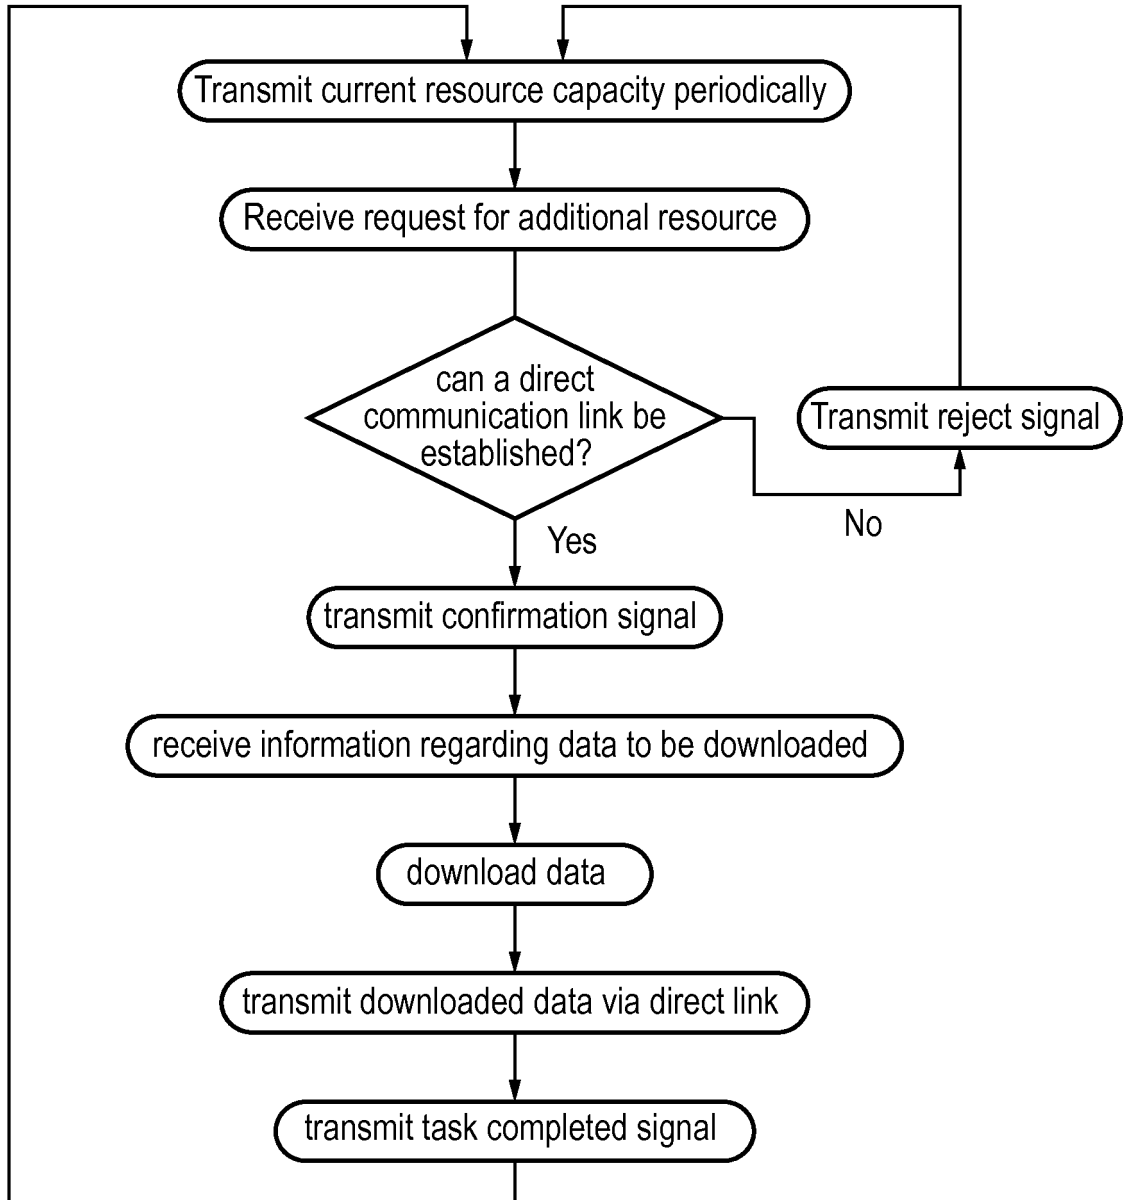 Transmit current resource capacity periodically
Receive request for additional resource
can a direct
communication link be
established?
Transmit reject signal
No
Yes
transmit confirmation signal
receive information regarding data to be downloaded
download data
transmit downloaded data via direct link
transmit task completed signal